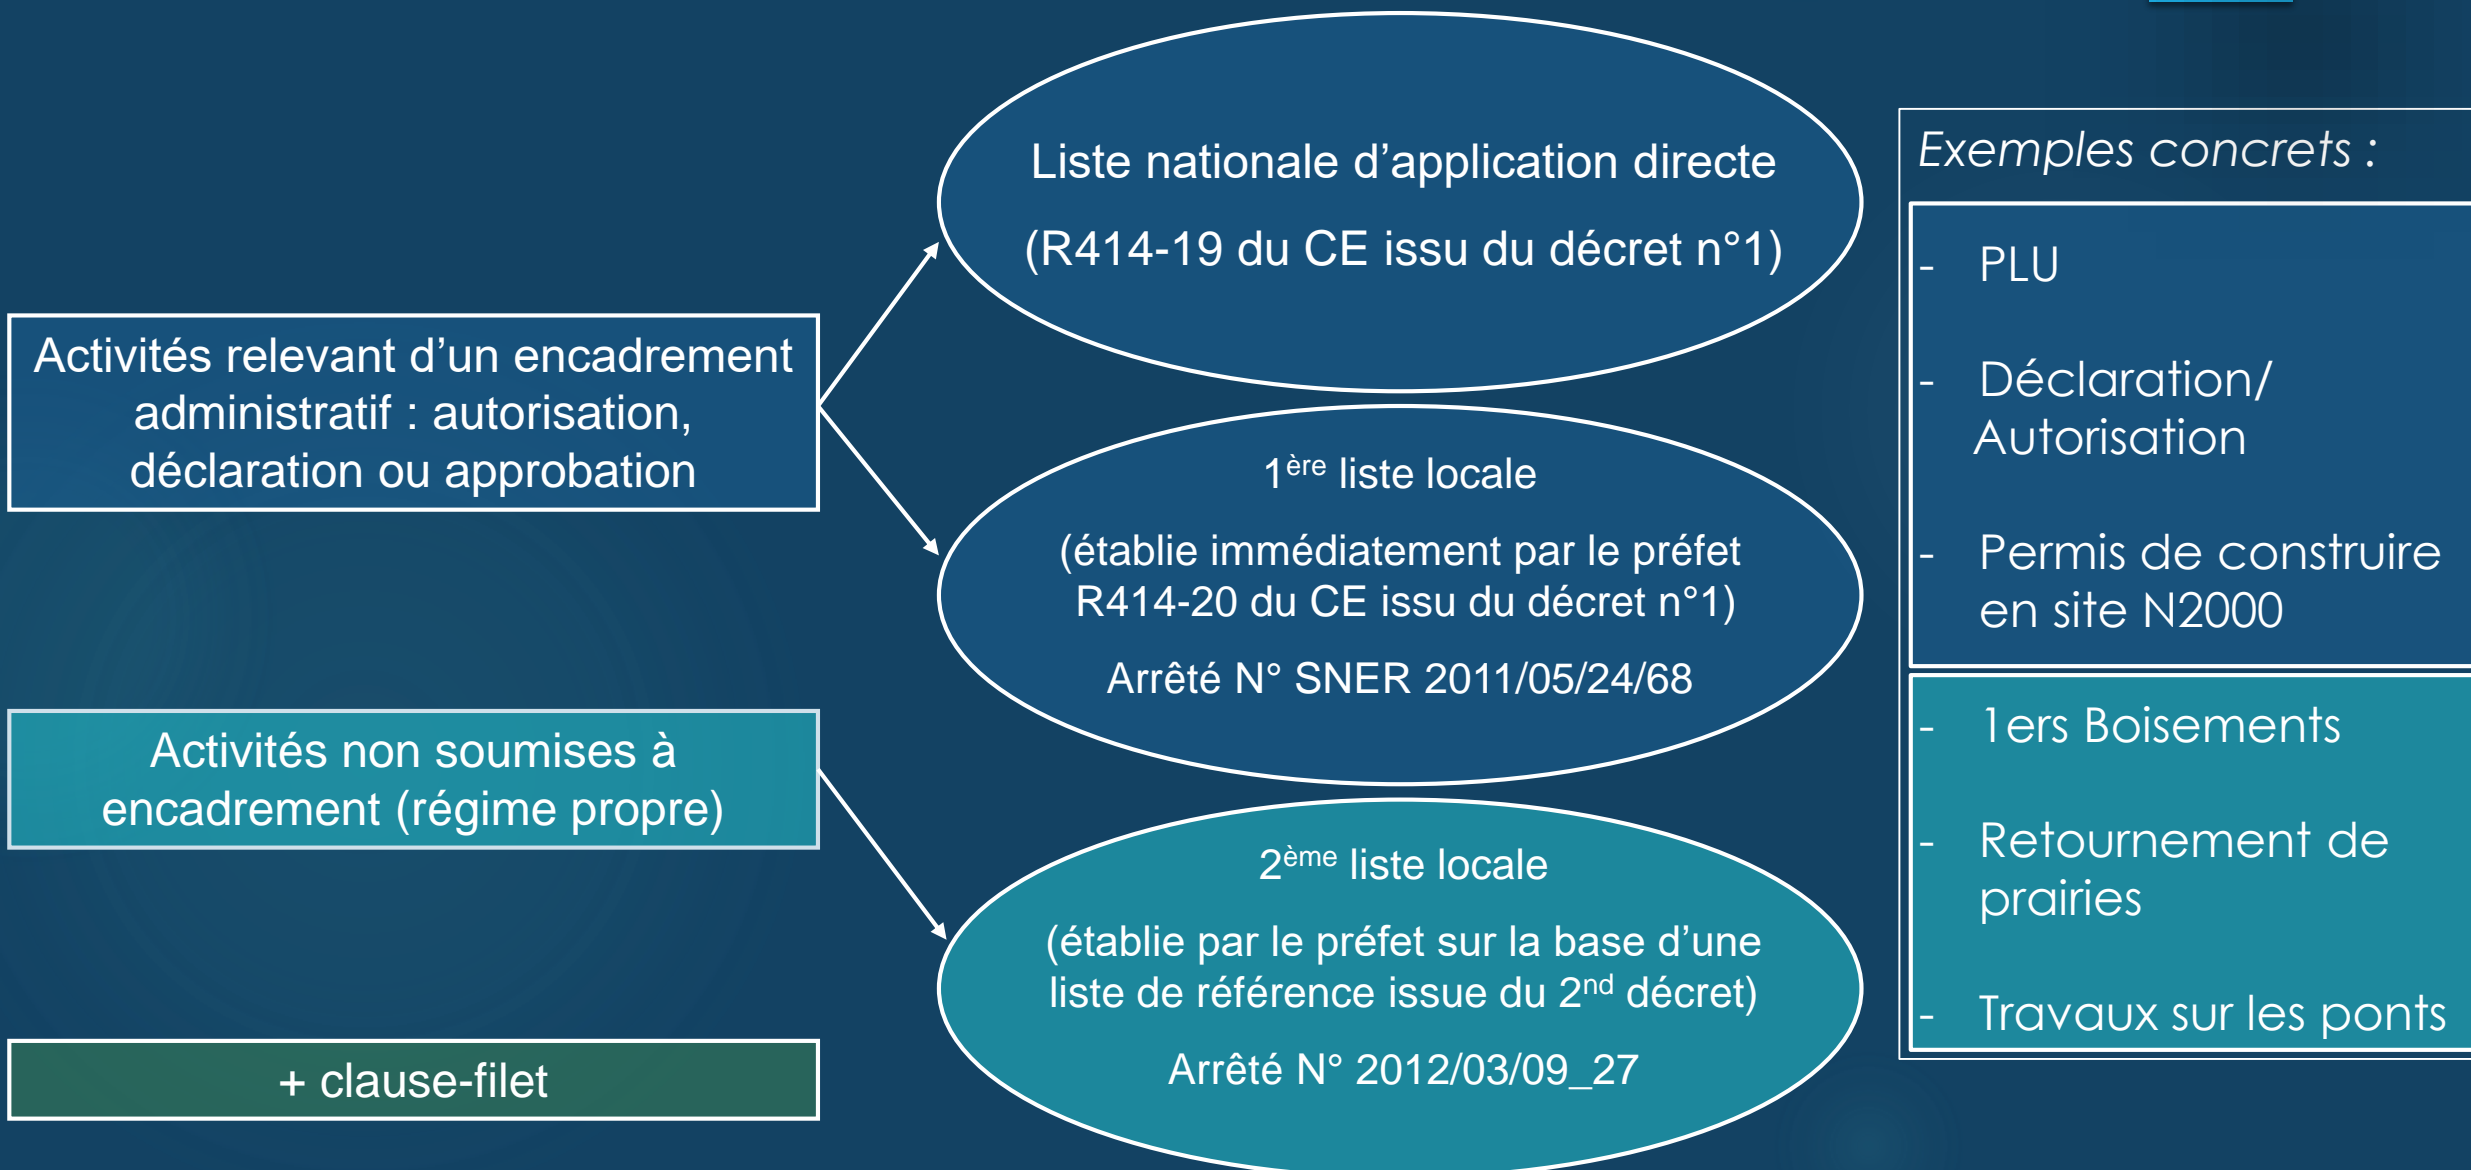 Activités relevant d’un encadrement
administratif : autorisation,
déclaration ou approbation
Activités non soumises à
encadrement (régime propre)
+ clause-filet
Liste nationale d’application directe
(R414-19 du CE issu du décret n°1)
1ère liste locale
(établie immédiatement par le préfet
R414-20 du CE issu du décret n°1)
Arrêté N° SNER 2011/05/24/68
2ème liste locale
(établie par le préfet sur la base d’une
liste de référence issue du 2nd décret)
Arrêté N° 2012/03/09_27
Exemples concrets :
- PLU
- Déclaration/
Autorisation
- Permis de construire
en site N2000
- 1ers Boisements
- Retournement de
prairies
- Travaux sur les ponts